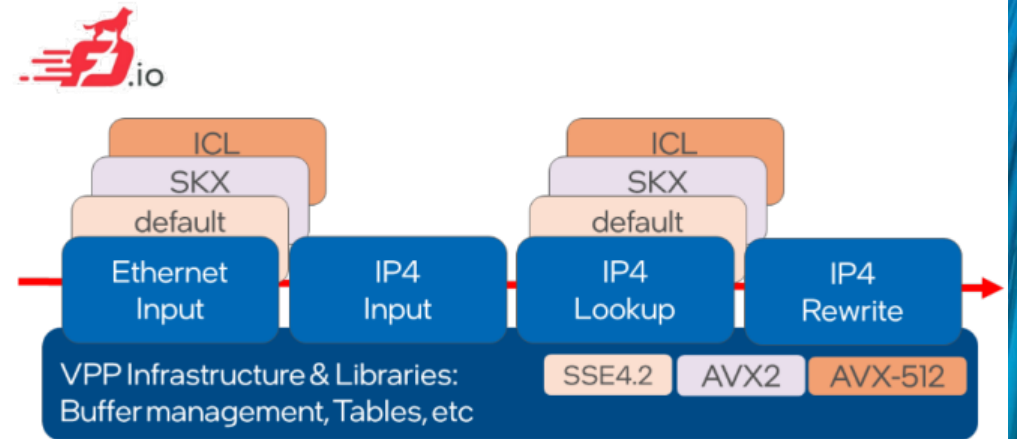 .io
ICL
SKX
default
ICL
SKX
default
Ethernet
Input
IP4
Input
IP4
Lookup
IP4
Rewrite
VPP Infrastructure & Libraries:
Buffer management, Tables, etc
SSE4.2
AVX2
AVX-512